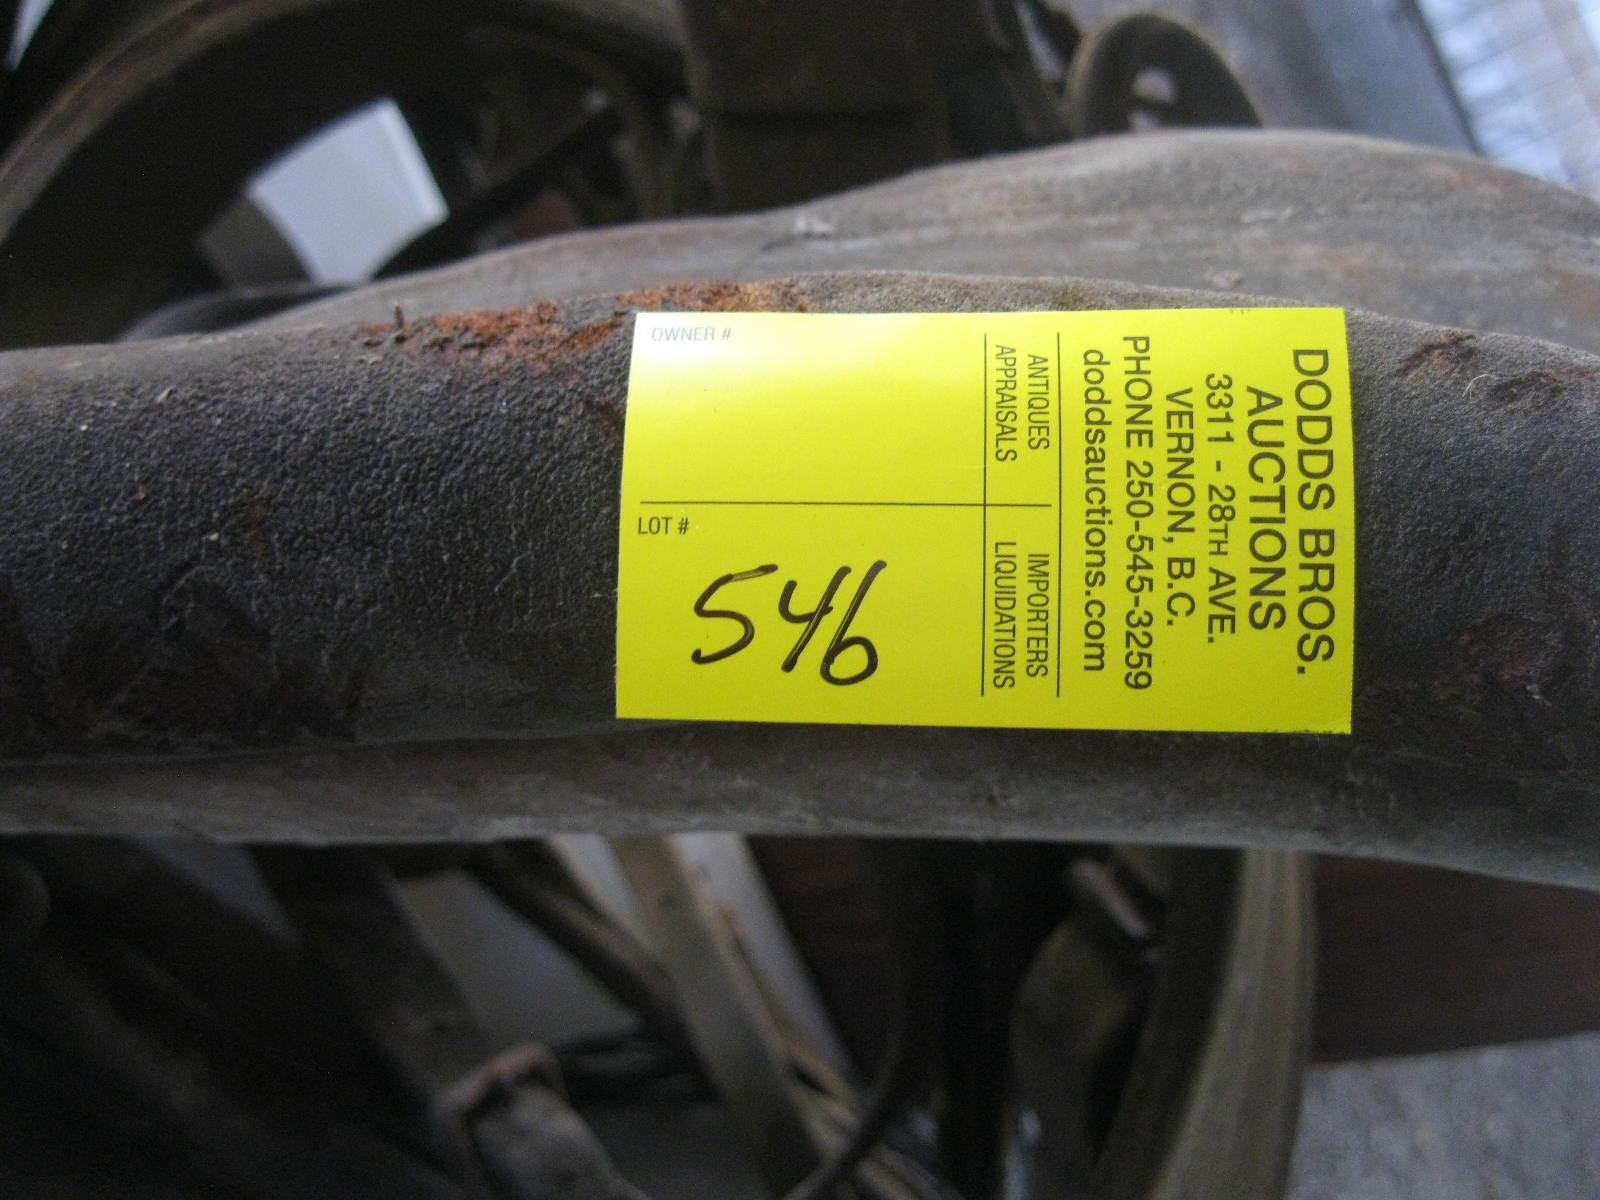 DODDS BROS.
AUCTIONS
3311 - 28TH AVE.
VERNON, B.C.
PHONE 250-545-3259
doddsauctions.com
ANTIQUES IMPORTERS
APPRAISALS LIQUIDATIONS
OWNER #
LOT #
546